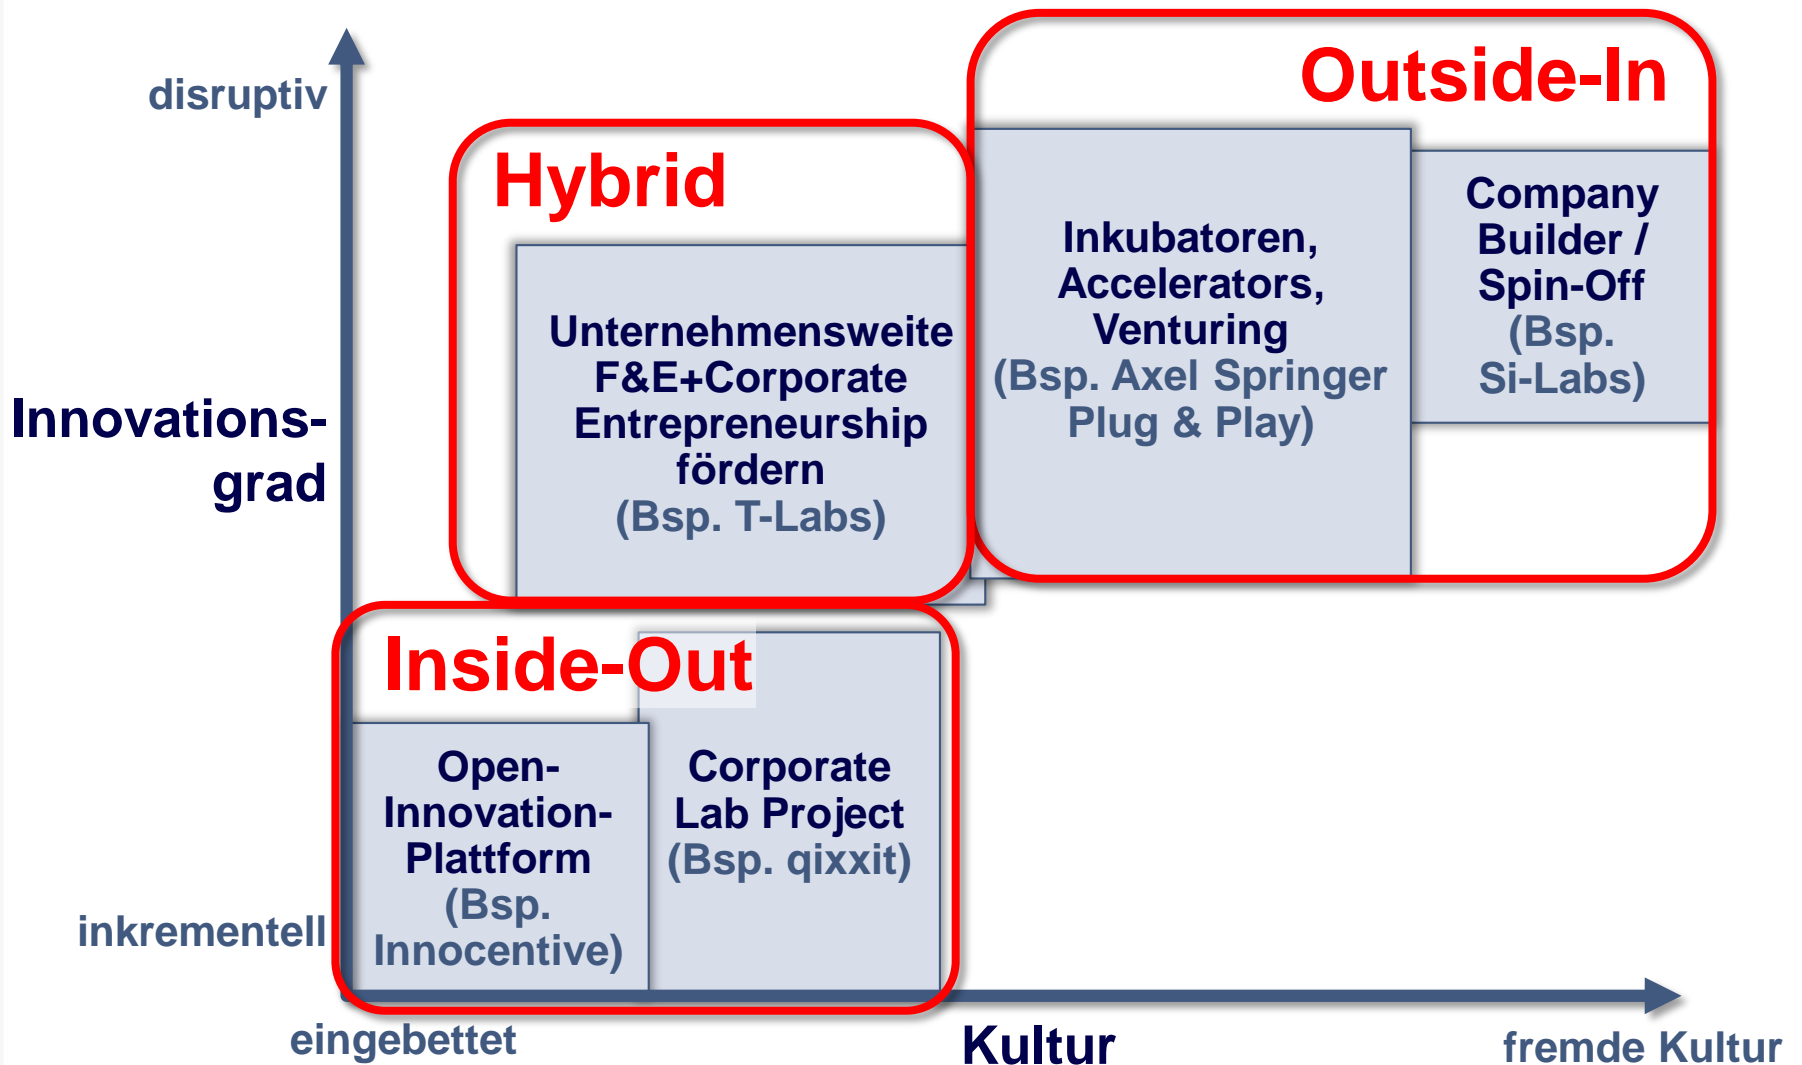 Outside-In
disruptiv
Hybrid
Company
Builder /
Spin-Off
(Bsp.
Si-Labs)
Inkubatoren,
Accelerators,
Venturing
(Bsp. Axel Springer
Plug & Play)
Unternehmensweite
F&E+Corporate
Entrepreneurship
fördern
(Bsp. T-Labs)
Innovations-
grad
Inside-Out
Open-
Innovation-
Plattform
(Bsp.
Innocentive)
Corporate
Lab Project
(Bsp. qixxit)
inkrementell
eingebettet
Kultur
fremde Kultur